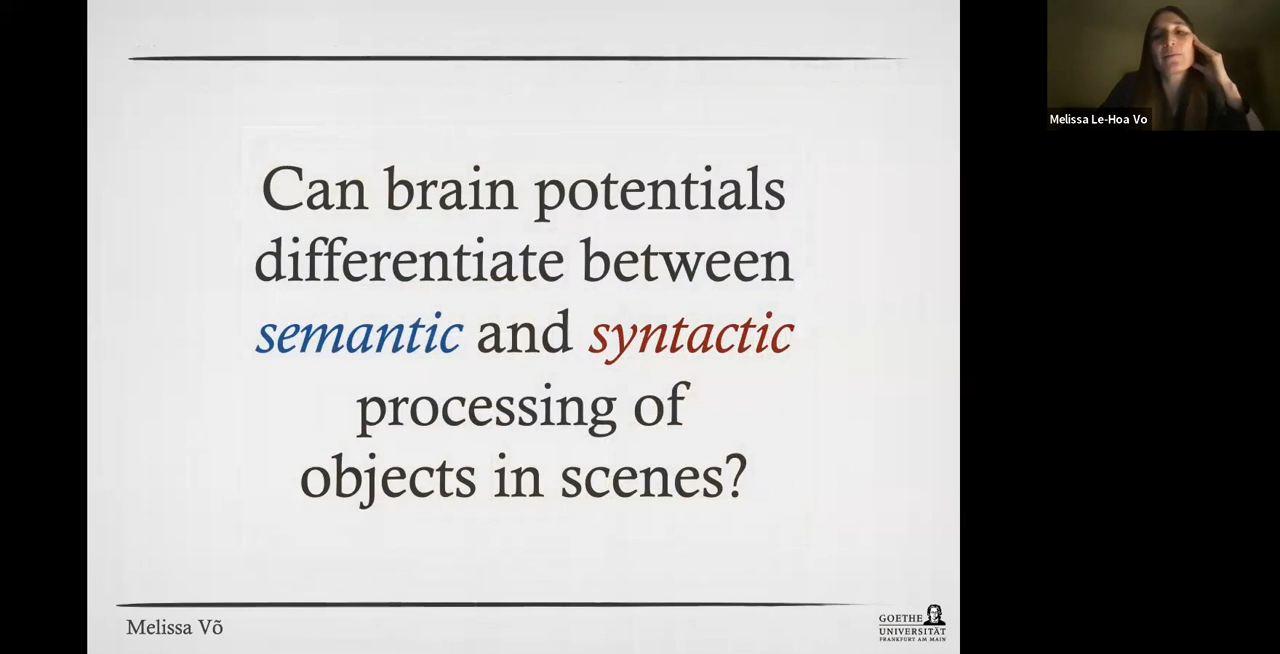 Can brain potentials
differentiate between
semantic and syntactic
processing of
objects in scenes?
Melissa Võ
GOETHE
UNIVERSITÄT
FRANKFURT AM MAIN
Melissa Le-Hoa Vo